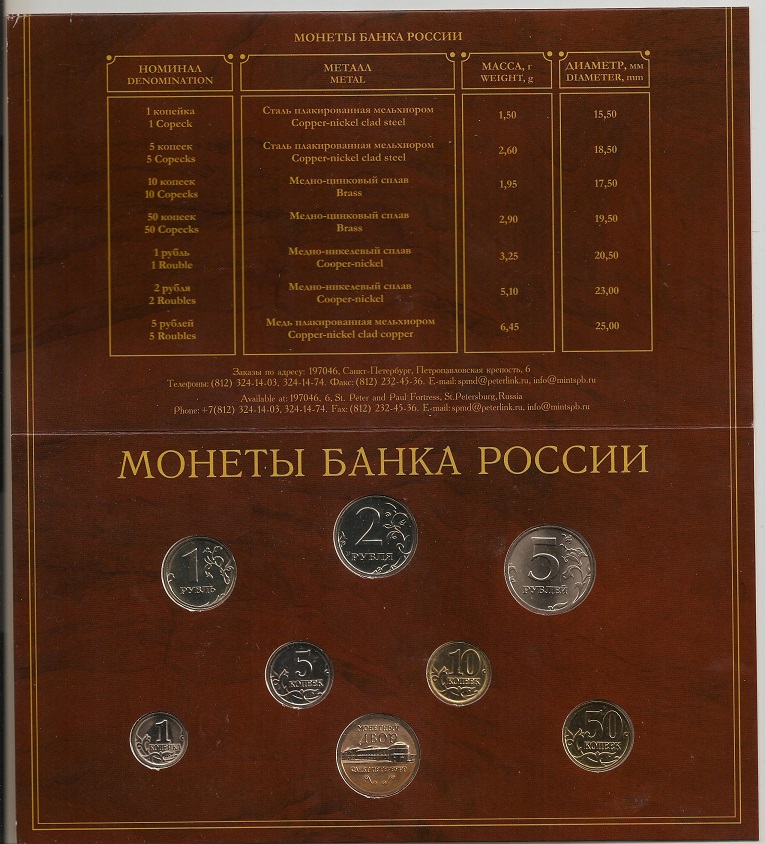 МОНЕТЫ БАНКА РОССИИ
НОМИНАЛ
DENOMINATION
МЕТАЛЛ
METAL
МАССА, г
WEIGHT, g
ДИАМЕТР, мм
DIAMETER, mm
1 копейка
1 Copeck
Сталь плакированная мельхиором
Copper-nickel clad steel
1,50
15,50
5 копеек
5 Copecks
Сталь плакированная мельхиором
Copper-nickel clad steel
2,60
18,50
10 копеек
10 Copecks
Медно-цинковый сплав
Brass
1,95
17,50
50 копеек
50 Copecks
Медно-цинковый сплав
Brass
2,90
19,50
1 рубль
1 Rouble
Медно-никелевый сплав
Cooper-nickel
3,25
20,50
2 рубля
2 Roubles
Медно-никелевый сплав
Cooper-nickel
5,10
23,00
5 рублей
5 Roubles
Медь плакированная мельхиором
Copper-nickel clad copper
6,45
25,00
Заказы по адресу: 197046, Санкт-Петербург, Петропавловская крепость, 6
Телефоны: (812) 324-14-03, 324-14-74. Факс: (812) 232-45-36. E-mail: spmd@peterlink.ru, info@mintspb.ru
Available at: 197046, 6, St. Peter and Paul Fortress, St.Petersburg, Russia
Phone: +7(812) 324-14-03, 324-14-74. Fax: (812) 232-45-36. E-mail: spmd@peterlink.ru, info@mintspb.ru
МОНЕТЫ БАНКА РОССИИ
2
РУБЛЯ
1
РУБЛЬ
5
РУБЛЕЙ
5
КОПЕЕК
10
КОПЕЕК
1
КОПЕЙКА
МОНЕТНЫЙ
ДВОР
50
КОПЕЕК